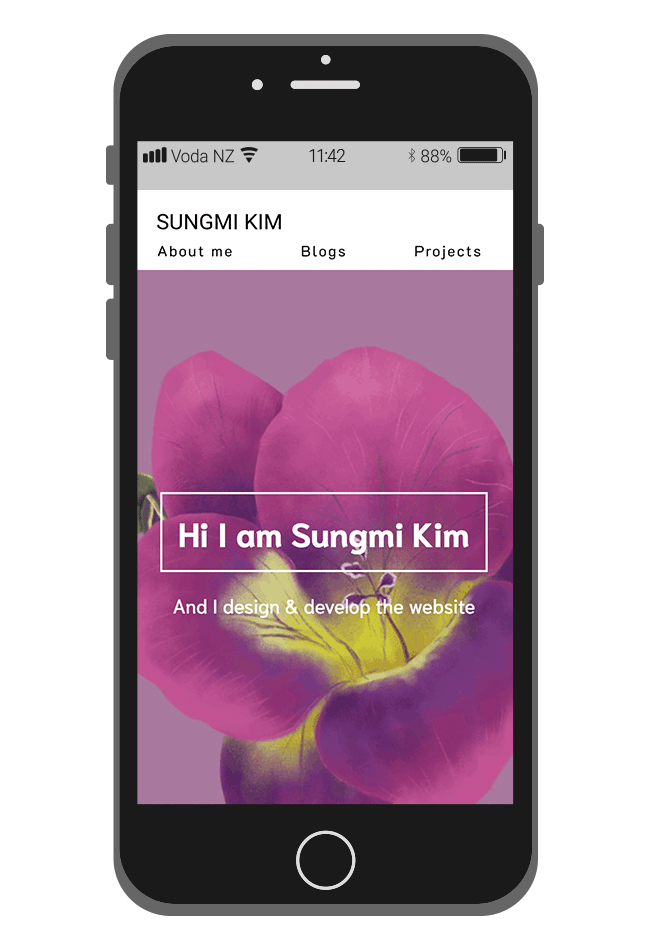 Voda NZ 11:42 88%
SUNGMI KIM
About me Blogs Projects
Hi I am Sungmi Kim
And I design & develop the website